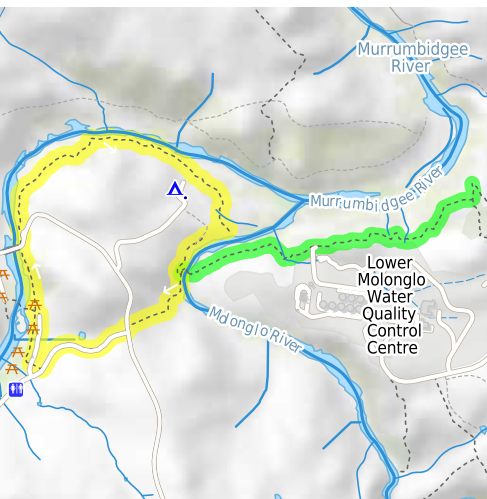 Murrumbidgee
River
Murrumbidgee River
Lower
Molonglo
Water
Quality
Control
Centre
Molonglo River